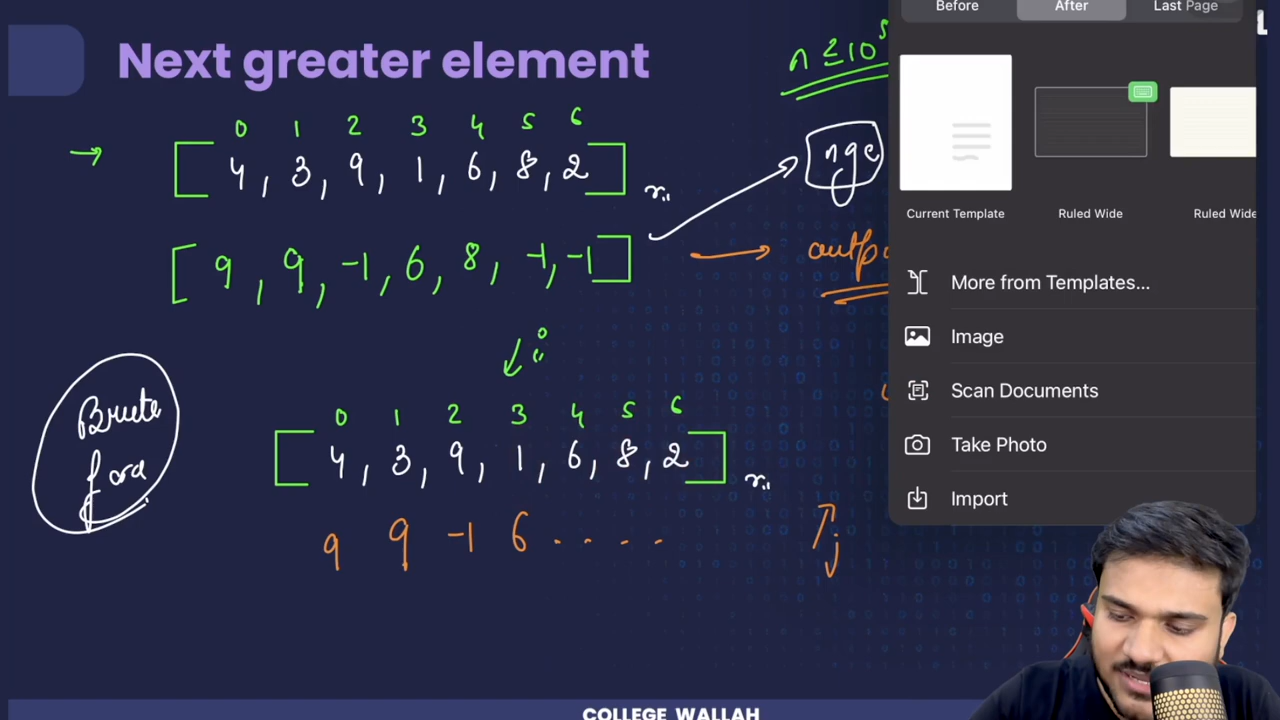 Before After Last Page
Next greater element
n ≥ 10^5
0 1 2 3 4 5 6
→ [4, 3, 9, 1, 6, 8, 2]
nge
Current Template Ruled Wide Ruled Wide
[9, 9, -1, 6, 8, -1, -1] → outpu
More from Templates...
Image
i
Scan Documents
Brute
0 1 2 3 4 5 6
Take Photo
[4, 3, 9, 1, 6, 8, 2]
Import
9 9 -1 6 . . . .
j
COLLEGE WALLAH